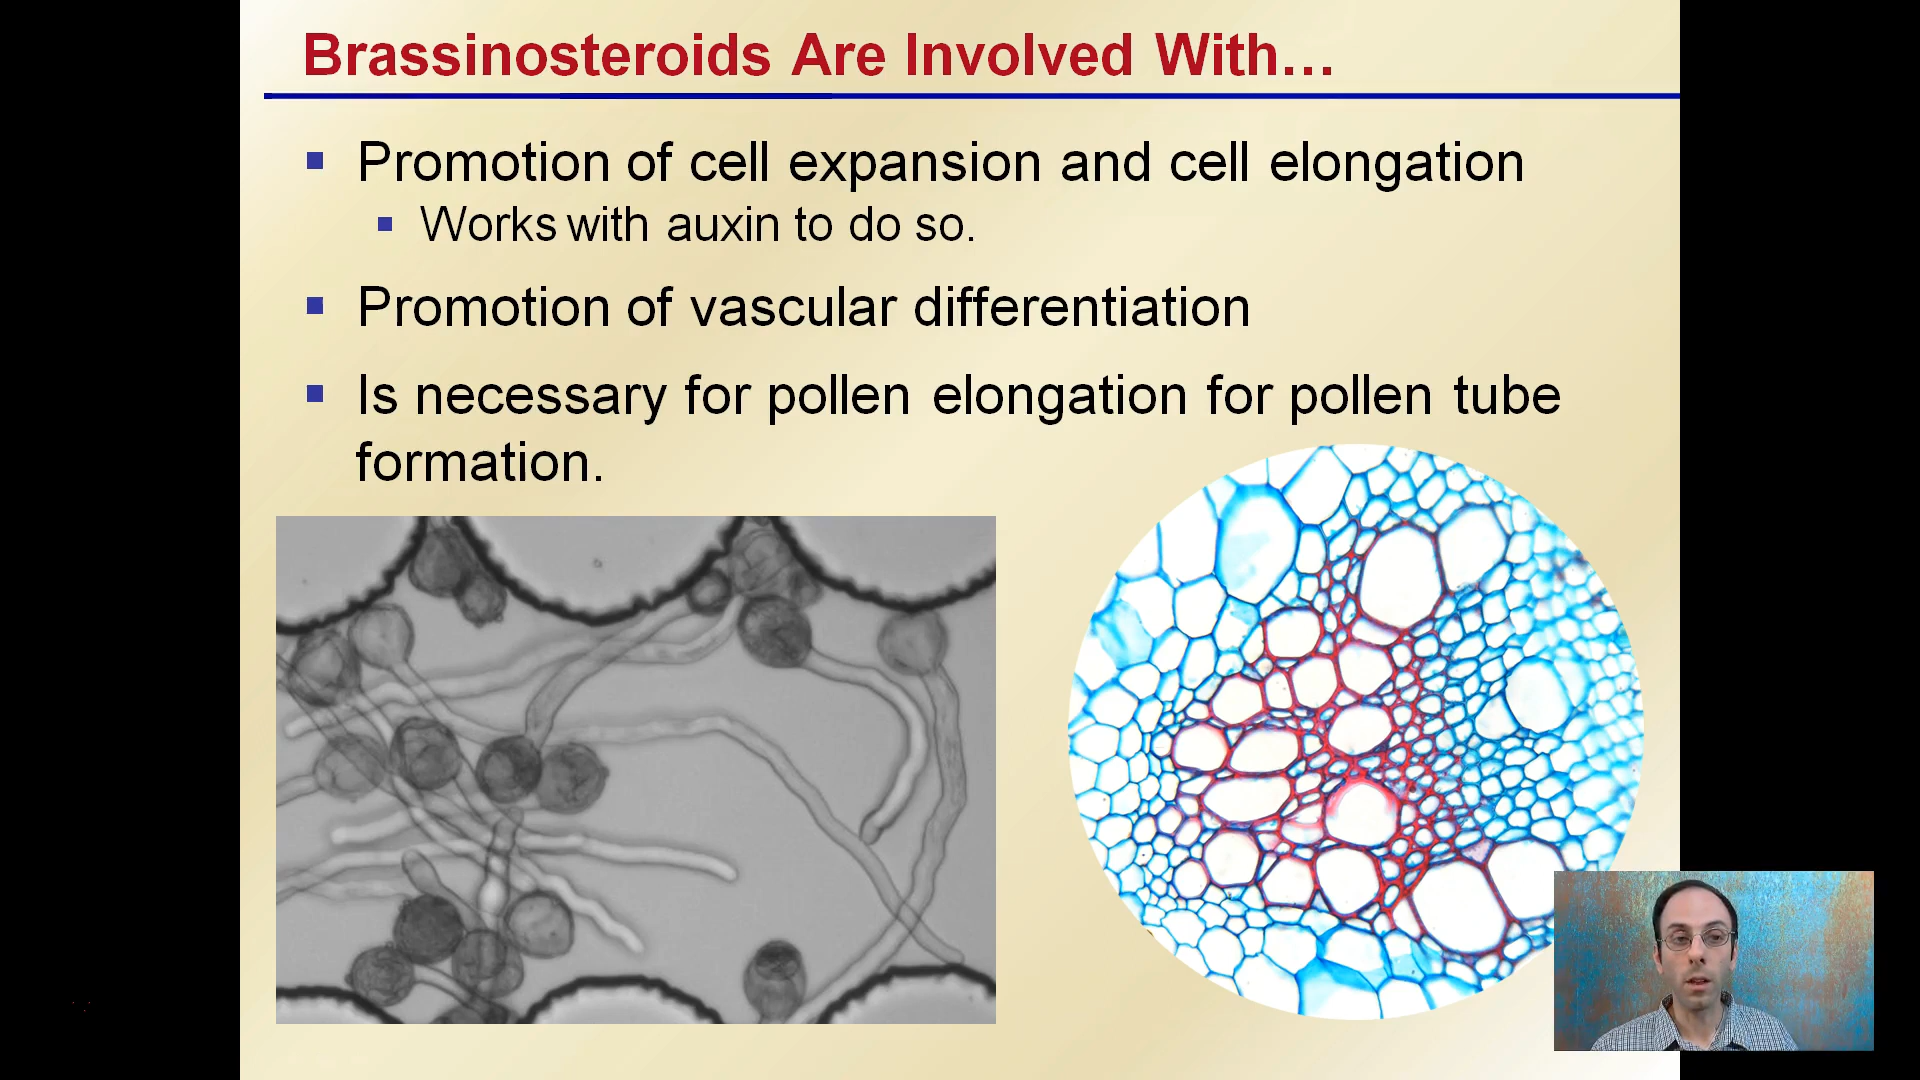 Brassinosteroids Are Involved With...
Promotion of cell expansion and cell elongation
Works with auxin to do so.
Promotion of vascular differentiation
Is necessary for pollen elongation for pollen tube
formation.